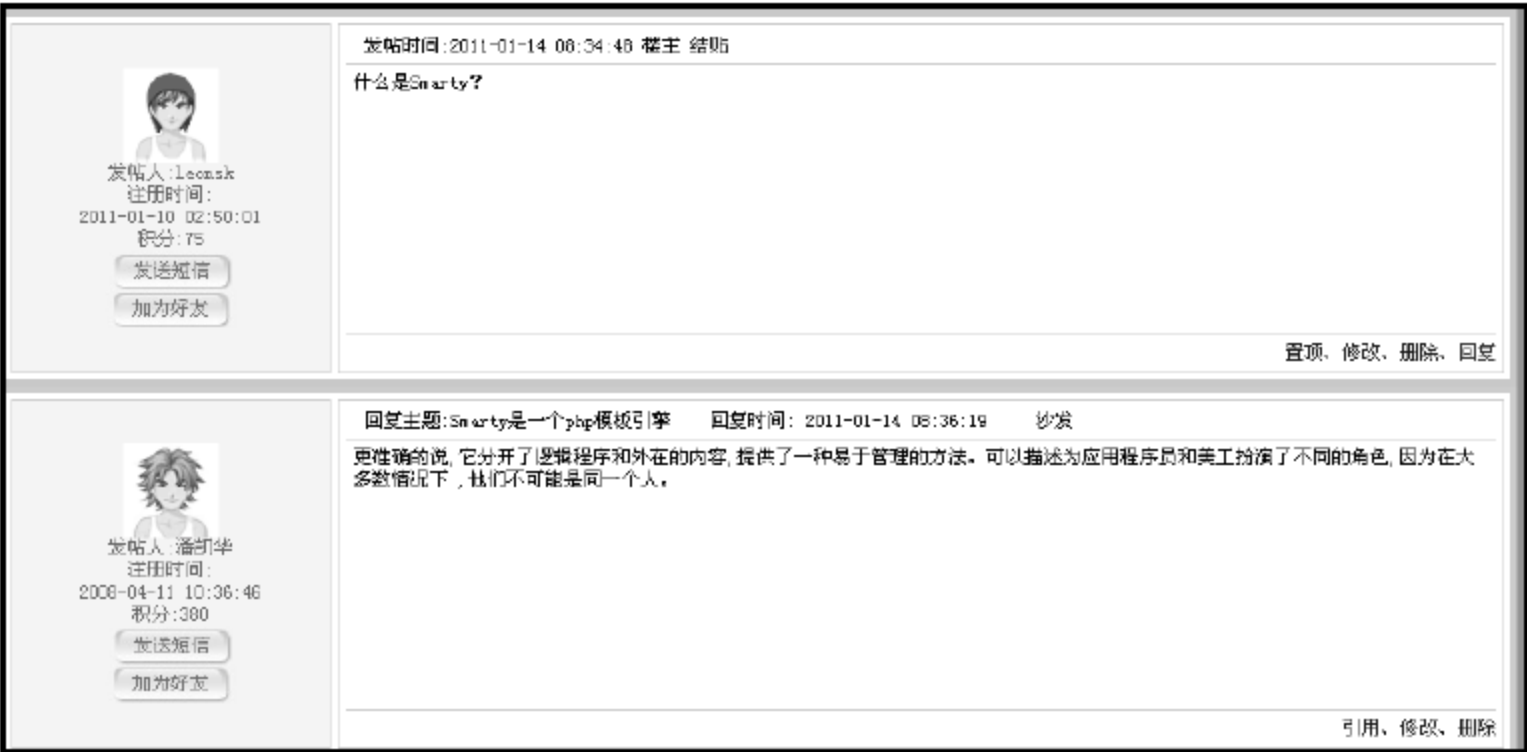 发帖时间:2011-01-14 08:34:48 楼主 结贴
什么是Smarty?
发帖人:leonsk
注册时间:
2011-01-10 02:50:01
积分:75
发送短信
加为好友
置顶、修改、删除、回复
回复主题:Smarty是一个php模板引擎 回复时间: 2011-01-14 08:36:19 沙发
更准确的说, 它分开了逻辑程序和外在的内容, 提供了一种易于管理的方法。可以描述为应用程序员和美工扮演了不同的角色, 因为在大
多数情况下 , 他们不可能是同一个人。
发帖人:潘凯华
注册时间:
2008-04-11 10:36:46
积分:380
发送短信
加为好友
引用、修改、删除